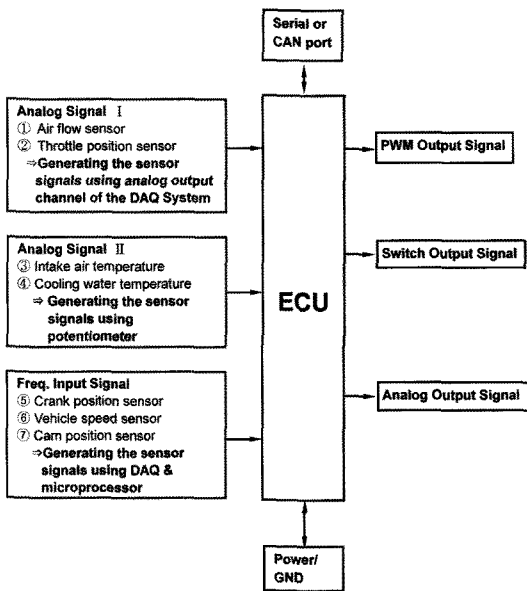 Serial or
CAN port
Analog Signal Ⅰ
① Air flow sensor
② Throttle position sensor
⇒Generating the sensor
signals using analog output
channel of the DAQ System
Analog Signal Ⅱ
③ Intake air temperature
④ Cooling water temperature
⇒ Generating the sensor
signals using
potentiometer
Freq. Input Signal
⑤ Crank position sensor
⑥ Vehicle speed sensor
⑦ Cam position sensor
⇒Generating the sensor
signals using DAQ &
microprocessor
ECU
PWM Output Signal
Switch Output Signal
Analog Output Signal
Power/
GND